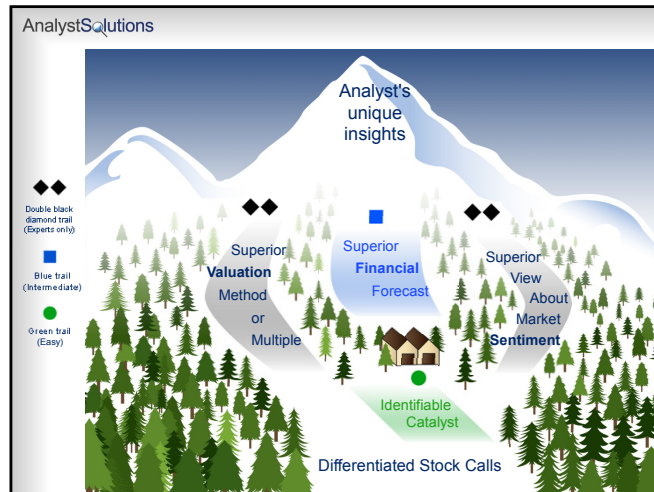 AnalystSolutions
Analyst's
unique
insights
Double black
diamond trail
(Experts only)
Blue trail
(Intermediate)
Green trail
(Easy)
Superior
Valuation
Method
or
Multiple
Superior
Financial
Forecast
Superior
View
About
Market
Sentiment
Identifiable
Catalyst
Differentiated Stock Calls